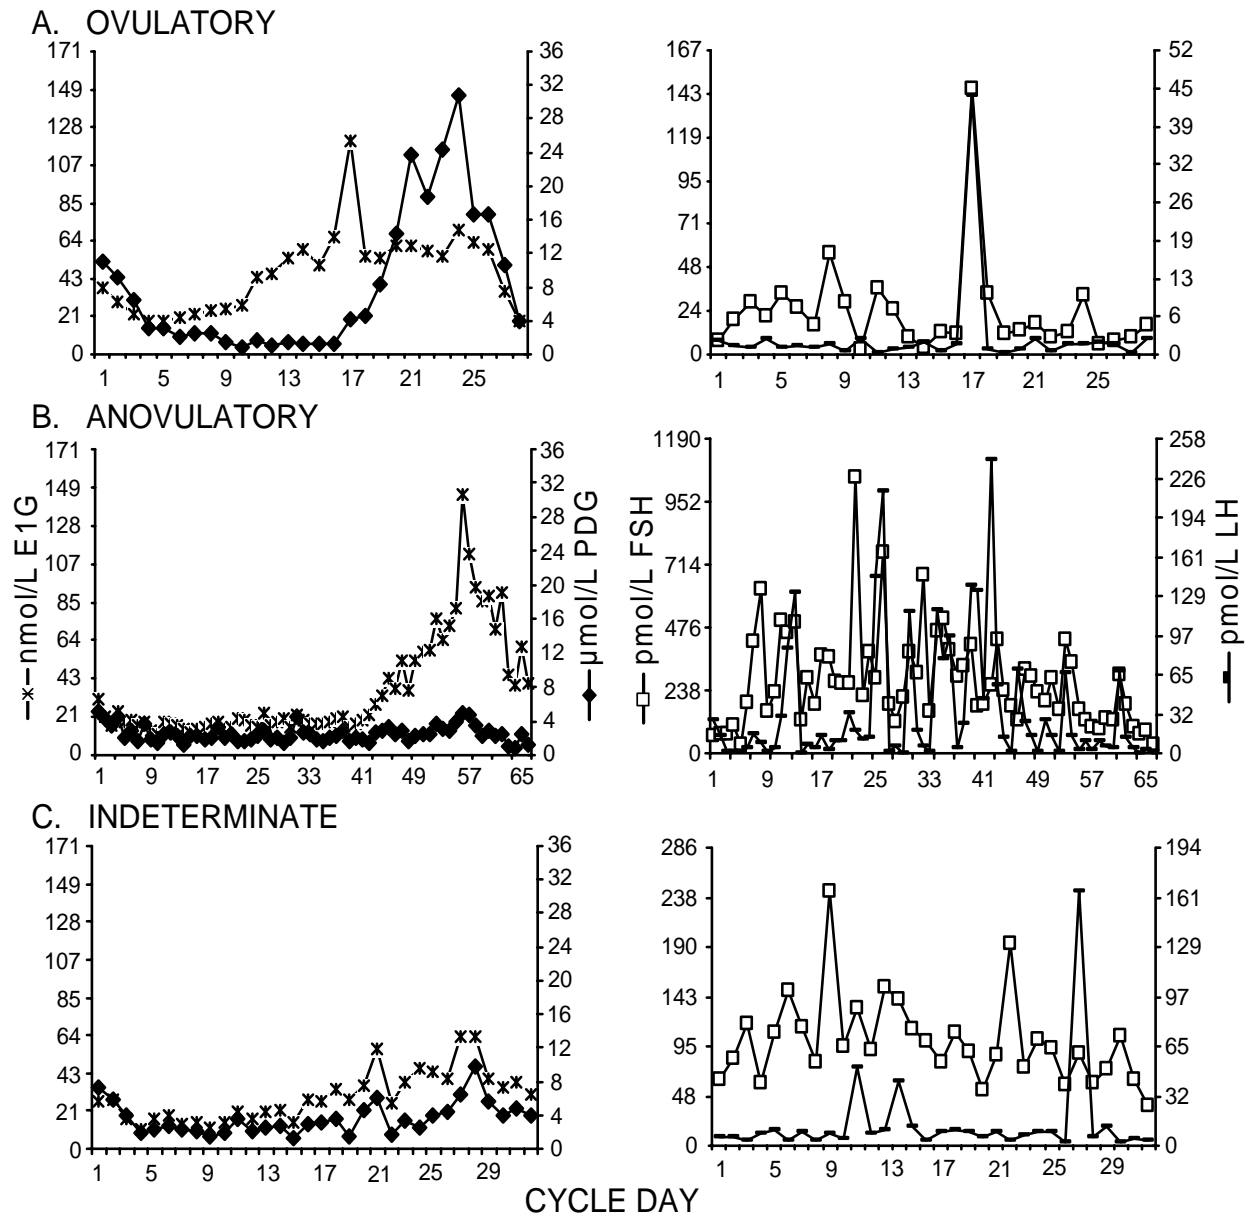 A. OVULATORY
171 149 128 107 85 64 43 21 0
36 32 28 24 20 16 12 8 4 0
1 5 9 13 17 21 25
167 143 119 95 71 48 24 0
52 45 39 32 26 19 13 6 0
1 5 9 13 17 21 25
B. ANOVULATORY
nmol/L E1G
171 149 128 107 85 64 43 21 0
36 32 28 24 20 16 12 8 4 0
µmol/L PDG
1 9 17 25 33 41 49 57 65
pmol/L FSH
1190 952 714 476 238 0
258 226 194 161 129 97 65 32 0
pmol/L LH
1 9 17 25 33 41 49 57 65
C. INDETERMINATE
171 149 128 107 85 64 43 21 0
36 32 28 24 20 16 12 8 4 0
1 5 9 13 17 21 25 29
286 238 190 143 95 48 0
194 161 129 97 65 32 0
1 5 9 13 17 21 25 29
CYCLE DAY